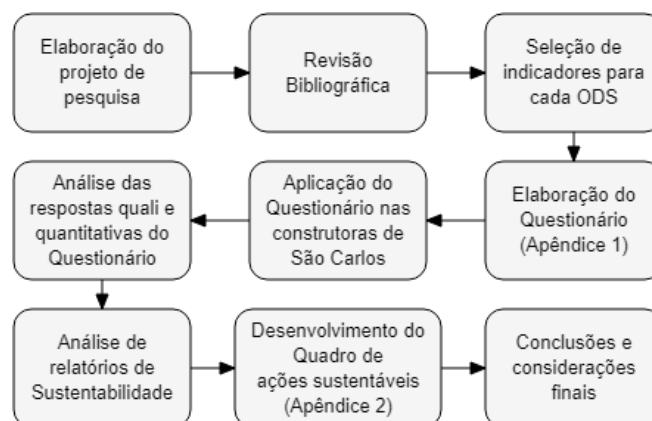 Elaboração do
projeto de
pesquisa
Revisão
Bibliográfica
Seleção de
indicadores para
cada ODS
Elaboração do
Questionário
(Apêndice 1)
Aplicação do
Questionário nas
construtoras de
São Carlos
Análise das
respostas quali e
quantitativas do
Questionário
Análise de
relatórios de
Sustentabilidade
Desenvolvimento do
Quadro de
ações sustentáveis
(Apêndice 2)
Conclusões e
considerações
finais